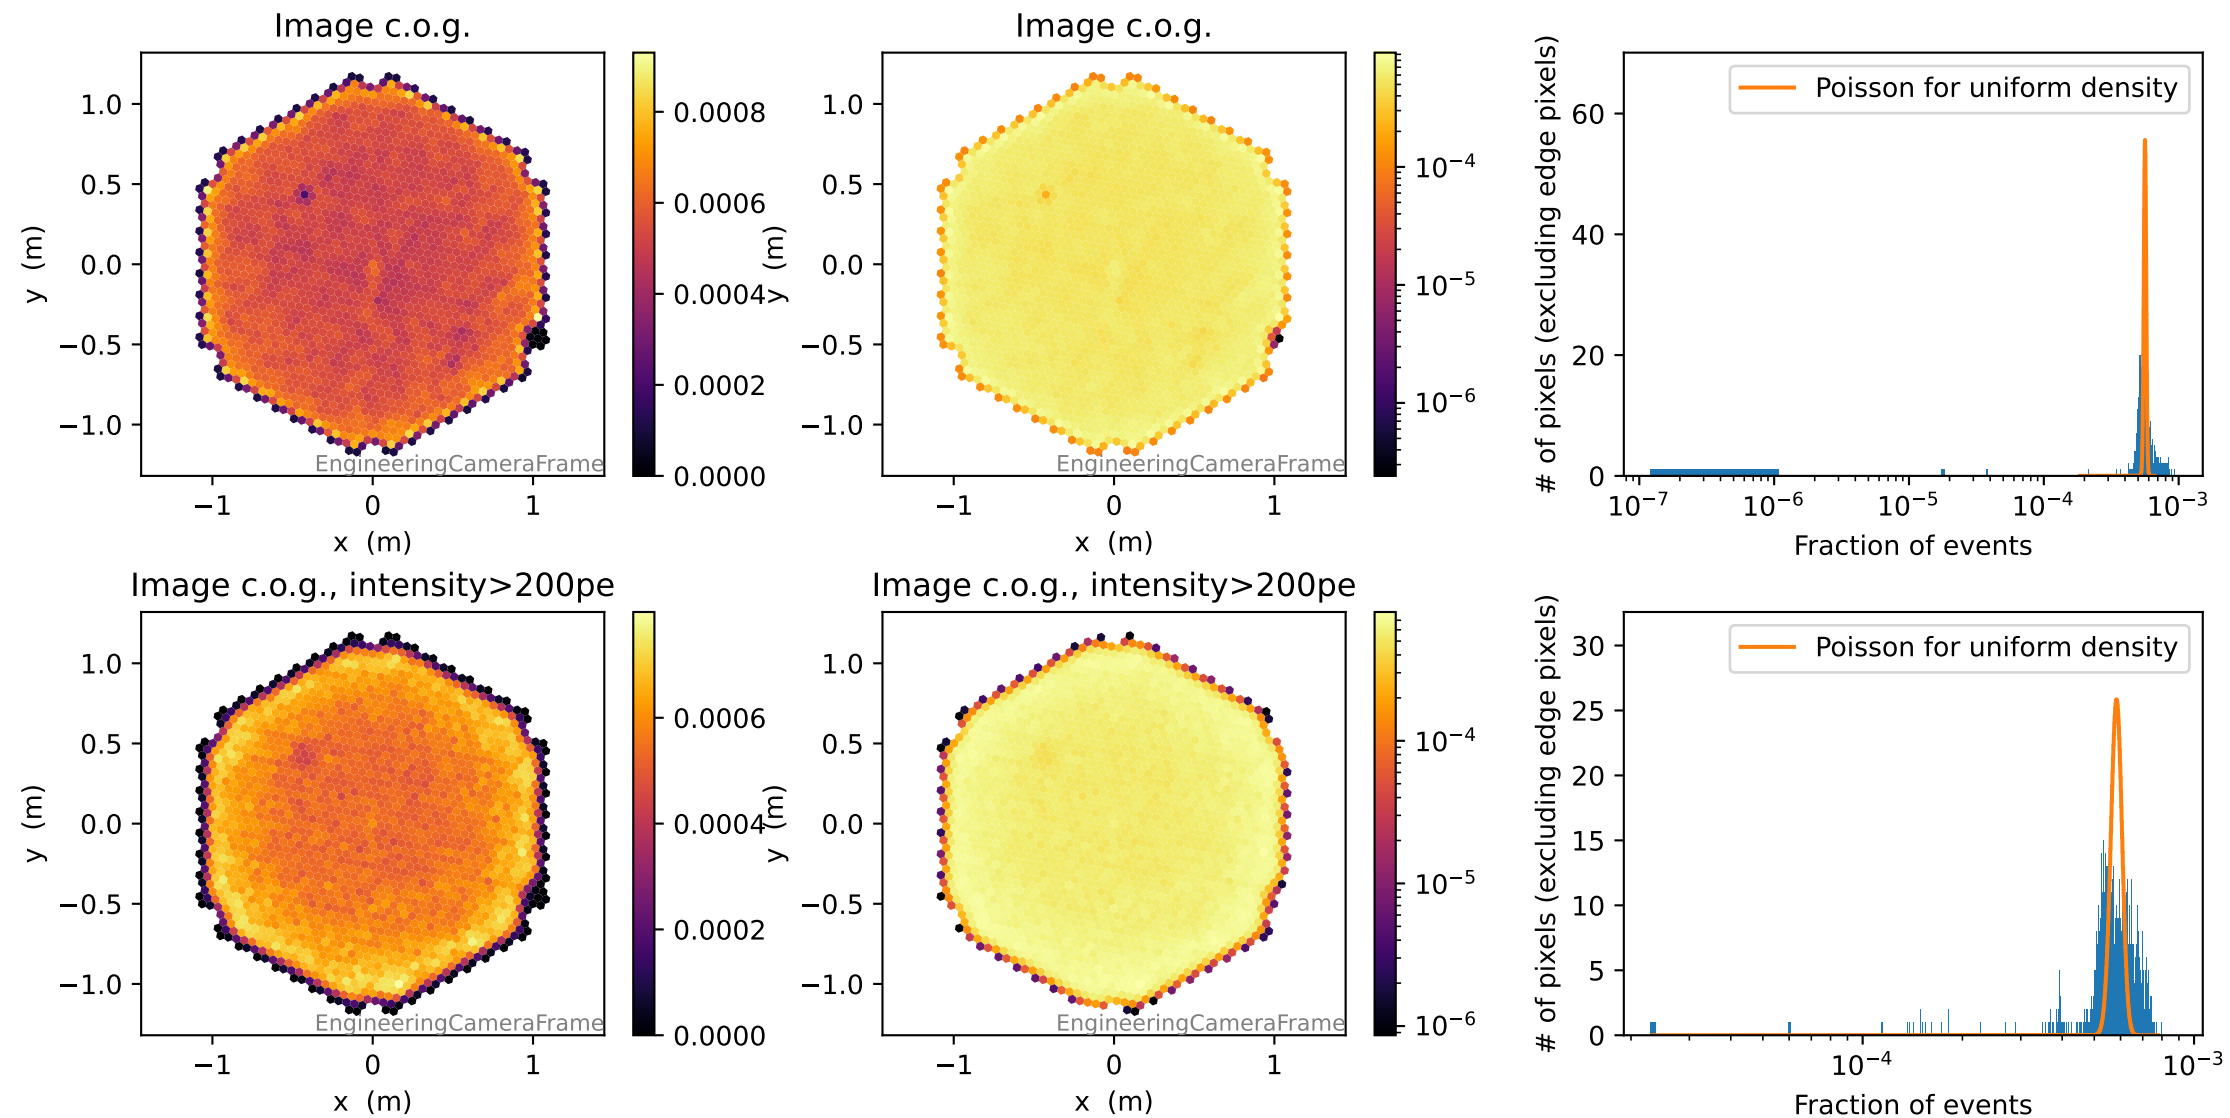 Image c.o.g.
1.0
0.5
0.0
−0.5
−1.0
y (m)
−1
0
1
x (m)
EngineeringCameraFrame
0.0008
0.0006
0.0004
0.0002
0.0000
Image c.o.g.
1.0
0.5
0.0
−0.5
−1.0
y (m)
−1
0
1
x (m)
EngineeringCameraFrame
10⁻⁴
10⁻⁵
10⁻⁶
# of pixels (excluding edge pixels)
60
40
20
0
Poisson for uniform density
10⁻⁷
10⁻⁶
10⁻⁵
10⁻⁴
10⁻³
Fraction of events
Image c.o.g., intensity>200pe
1.0
0.5
0.0
−0.5
−1.0
y (m)
−1
0
1
x (m)
EngineeringCameraFrame
0.0006
0.0004
0.0002
0.0000
Image c.o.g., intensity>200pe
1.0
0.5
0.0
−0.5
−1.0
y (m)
−1
0
1
x (m)
EngineeringCameraFrame
10⁻⁴
10⁻⁵
10⁻⁶
# of pixels (excluding edge pixels)
30
25
20
15
10
5
0
Poisson for uniform density
10⁻⁴
10⁻³
Fraction of events